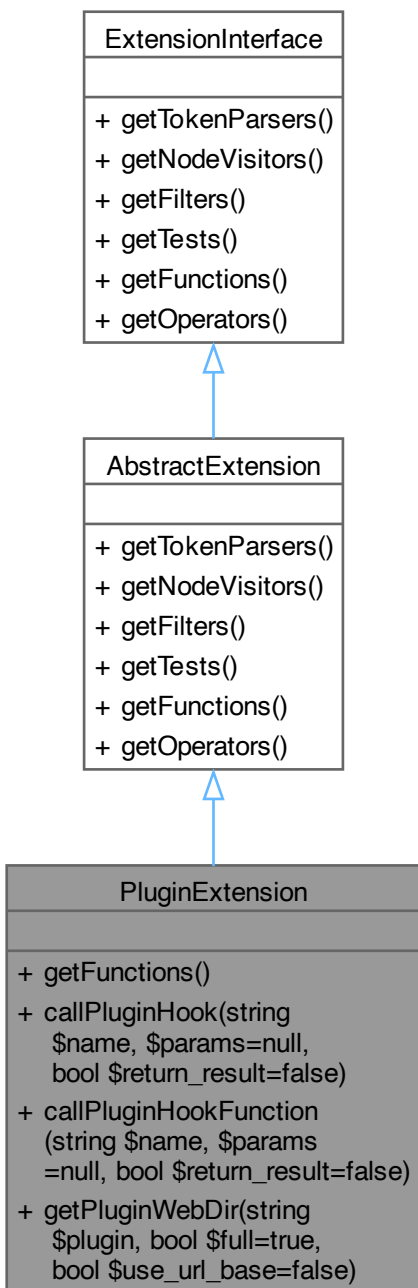 ExtensionInterface
+ getTokenParsers()
+ getNodeVisitors()
+ getFilters()
+ getTests()
+ getFunctions()
+ getOperators()
AbstractExtension
+ getTokenParsers()
+ getNodeVisitors()
+ getFilters()
+ getTests()
+ getFunctions()
+ getOperators()
PluginExtension
+ getFunctions()
+ callPluginHook(string
$name, $params=null,
bool $return_result=false)
+ callPluginHookFunction
(string $name, $params
=null, bool $return_result=false)
+ getPluginWebDir(string
$plugin, bool $full=true,
bool $use_url_base=false)